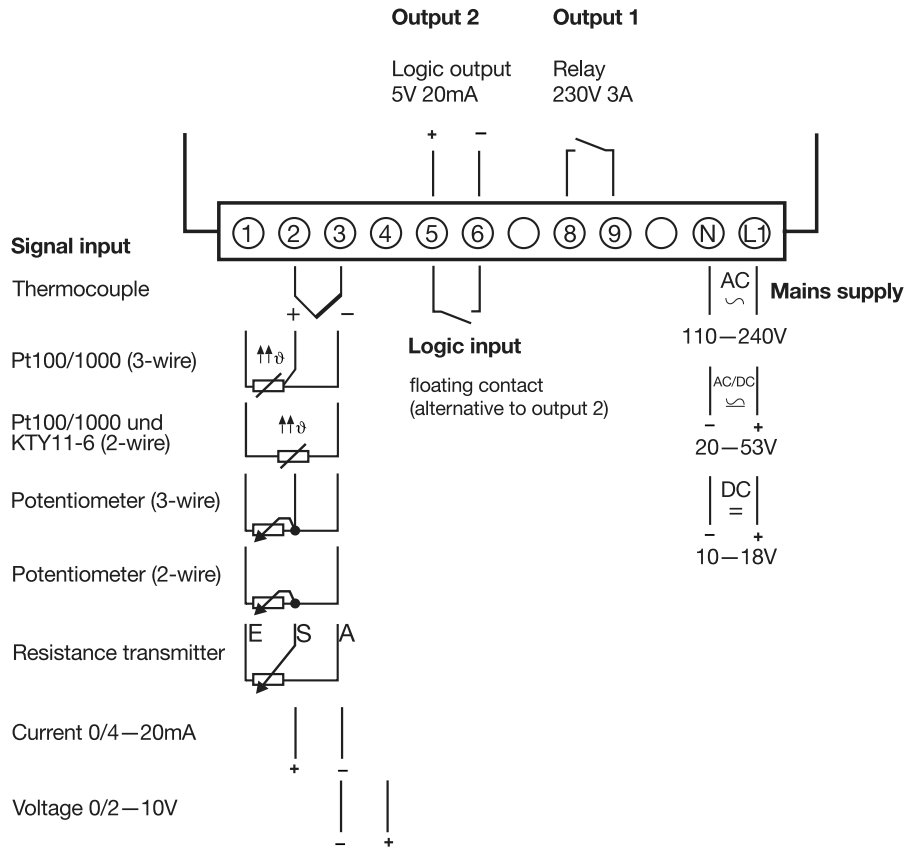 Output 2
Output 1
Logic output
5V 20mA
Relay
230V 3A
+ −
1 2 3 4 5 6 8 9 N L1
Signal input
Thermocouple
+ −
AC
Mains supply
110—240V
Logic input
floating contact
(alternative to output 2)
Pt100/1000 (3-wire)
ϑ
AC/DC
− +
20—53V
Pt100/1000 und
KTY11-6 (2-wire)
ϑ
Potentiometer (3-wire)
DC
=
− +
10—18V
Potentiometer (2-wire)
E S A
Resistance transmitter
Current 0/4—20mA
+ −
Voltage 0/2—10V
− +